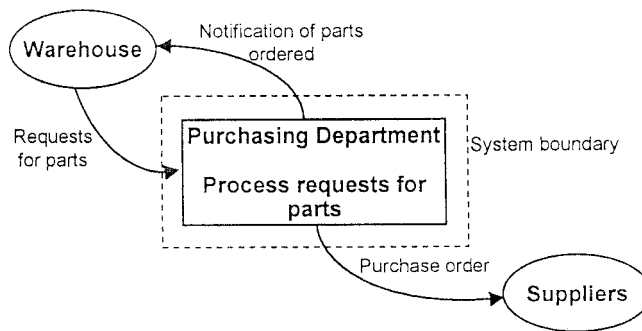 Notification of parts
ordered
Warehouse
Requests
for parts
Purchasing Department
System boundary
Process requests for
parts
Purchase order
Suppliers